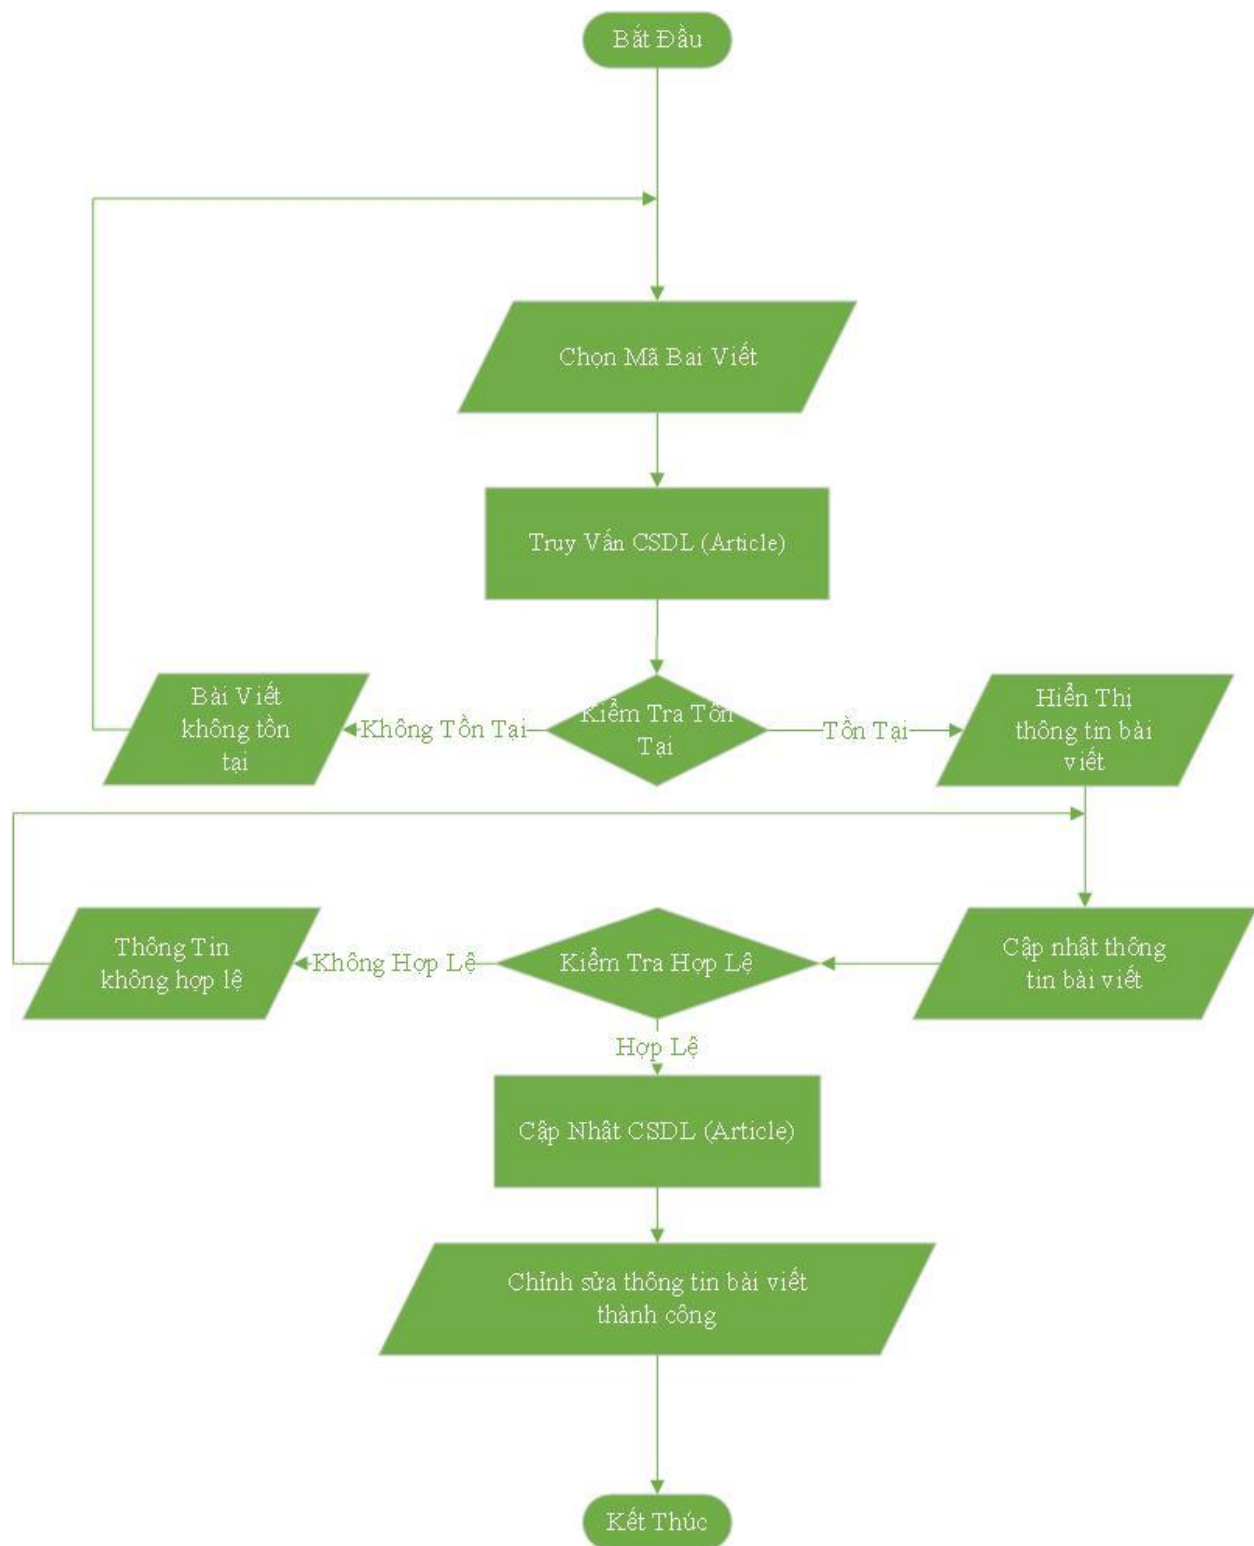 Bắt Đầu
Chọn Mã Bai Viết
Truy Vấn CSDL (Article)
Bài Viết
không tồn
tại
Không Tồn Tại
Kiểm Tra Tồn
Tại
Tồn Tại
Hiển Thị
thông tin bài
viết
Thông Tin
không hợp lệ
Không Hợp Lệ
Kiểm Tra Hợp Lệ
Cập nhật thông
tin bài viết
Hợp Lệ
Cập Nhật CSDL (Article)
Chỉnh sửa thông tin bài viết
thành công
Kết Thúc